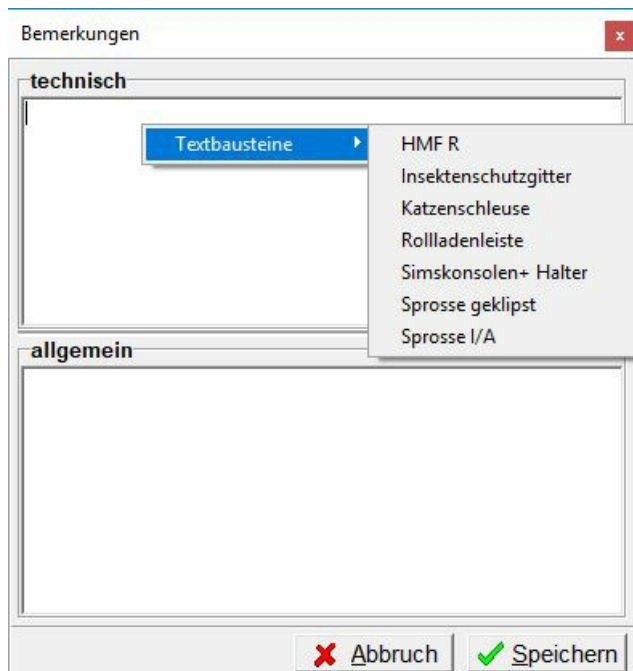 Bemerkungen
x
technisch
Textbausteine
HMF R
Insektenschutzgitter
Katzenschleuse
Rollladenleiste
Simskonsolen+ Halter
Sprosse geklipst
Sprosse I/A
allgemein
Abbruch
Speichern